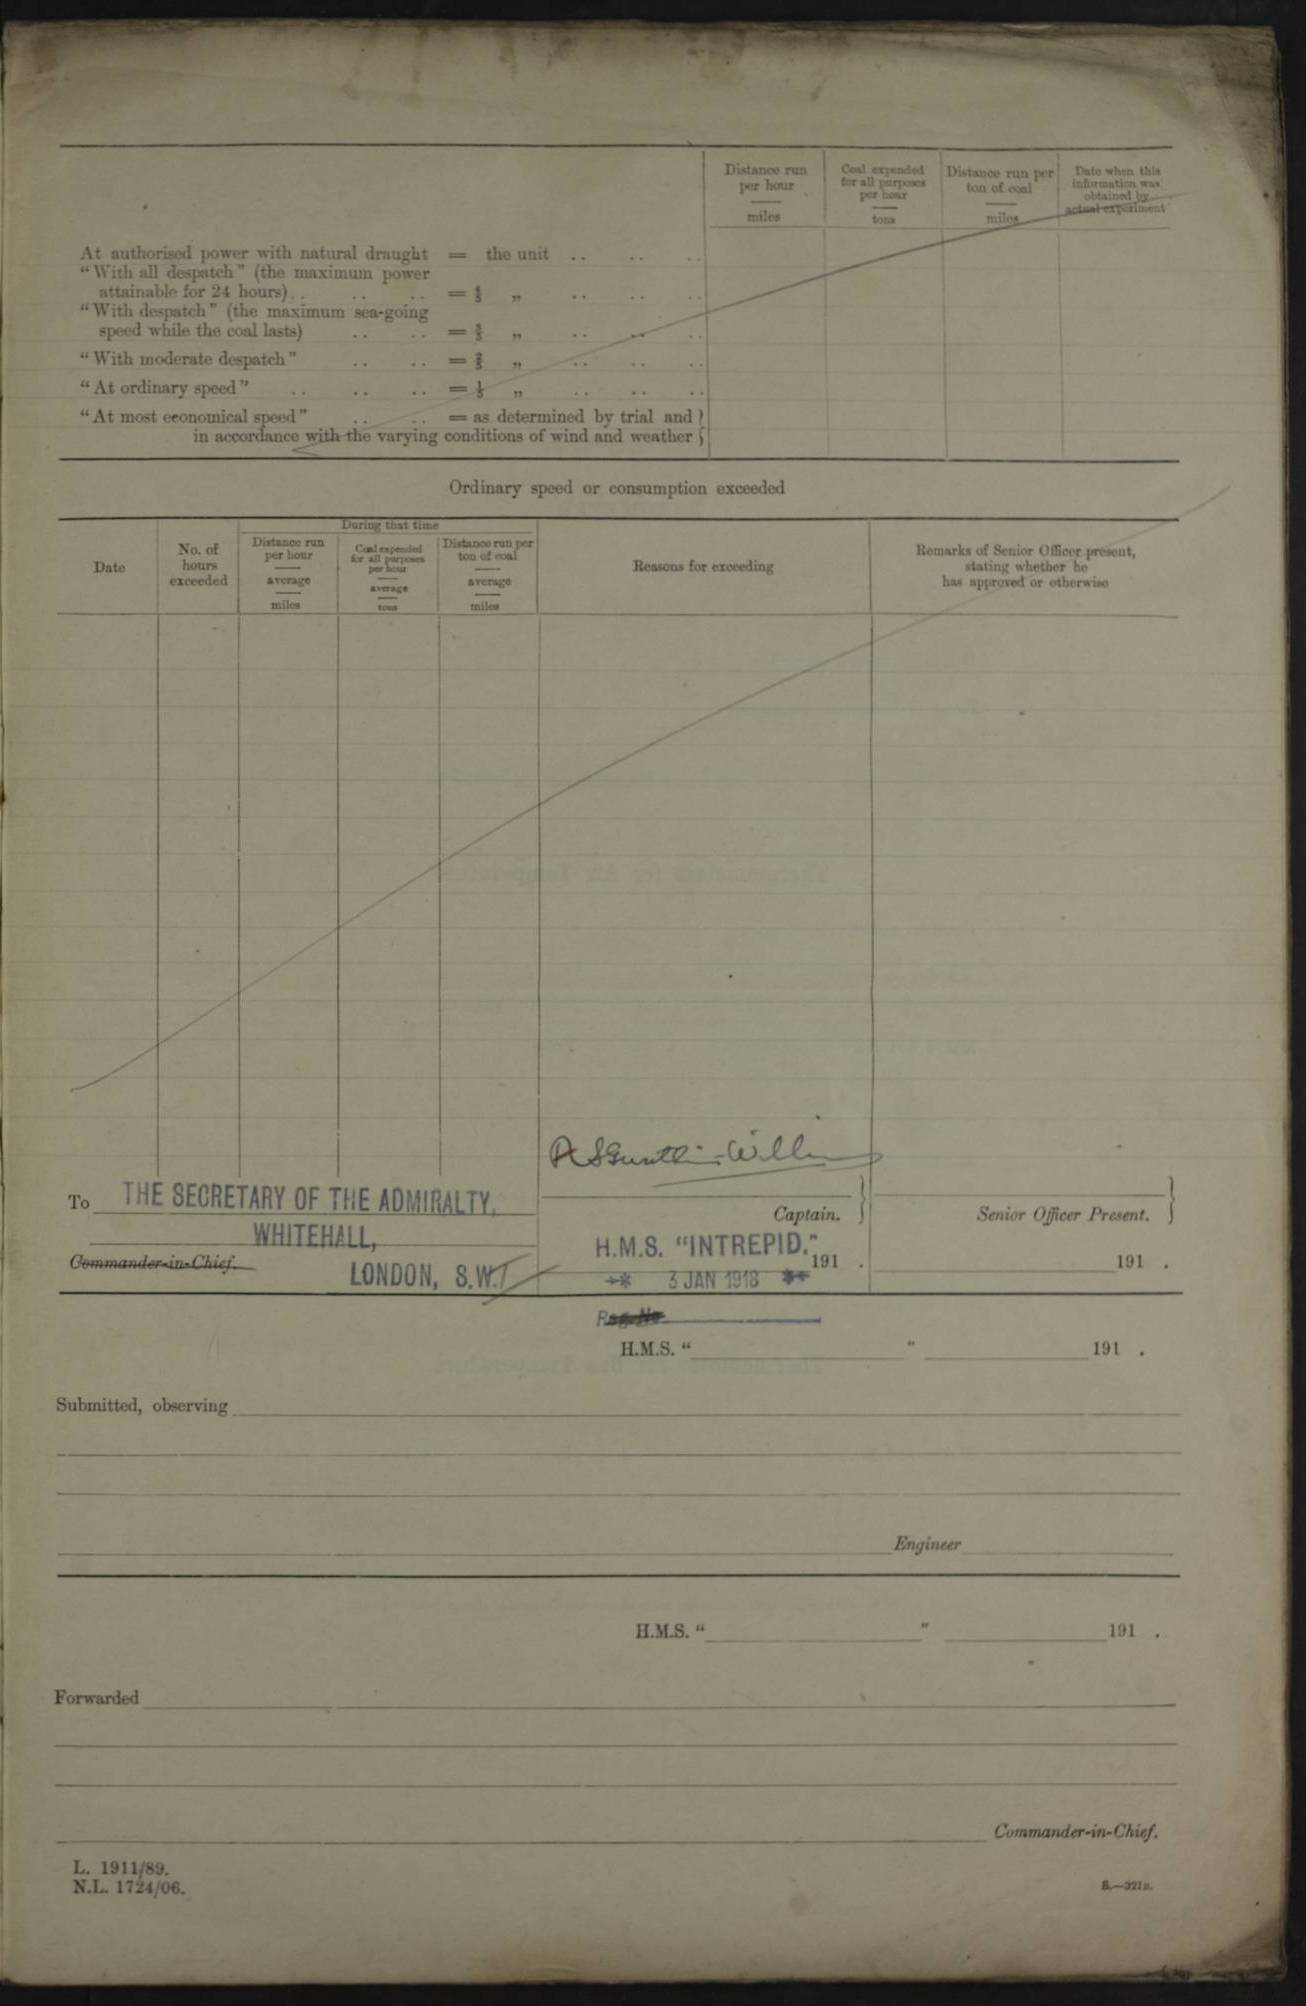 Distance run per hour miles
Coal expended for all purposes per hour tons
Distance run per ton of coal miles
Date when this information was obtained by actual experiment
At authorised power with natural draught = the unit .. .. ..
"With all despatch" (the maximum power
attainable for 24 hours) .. .. .. = 4/5 „ .. .. ..
"With despatch" (the maximum sea-going
speed while the coal lasts) .. .. = 3/5 „ .. .. ..
"With moderate despatch" .. .. = 2/5 „ .. .. ..
"At ordinary speed" .. .. .. = 1/5 „ .. .. ..
"At most economical speed" .. .. = as determined by trial and }
in accordance with the varying conditions of wind and weather }
Ordinary speed or consumption exceeded
Date
No. of hours exceeded
During that time
Distance run per hour average miles
Coal expended for all purposes per hour average tons
Distance run per ton of coal average miles
Reasons for exceeding
Remarks of Senior Officer present, stating whether he has approved or otherwise
To THE SECRETARY OF THE ADMIRALTY,
WHITEHALL,
Commander-in-Chief. LONDON, S.W.1
Captain. }
H.M.S. "INTREPID."
3 JAN 1918 191 .
Senior Officer Present. }
191 .
Reg No
H.M.S. " " 191 .
Submitted, observing
Engineer
H.M.S. " " 191 .
Forwarded
Commander-in-Chief.
L. 1911/89.
N.L. 1724/06.
S.—321B.